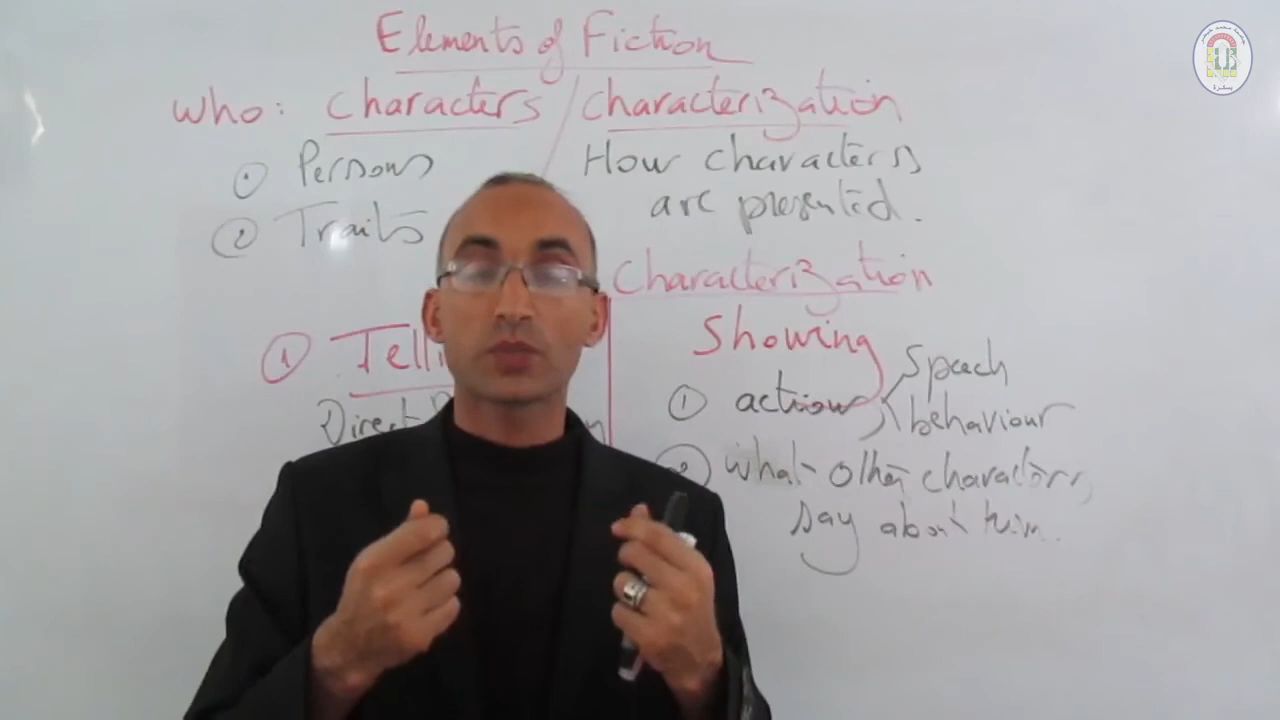 Elements of Fiction
who: characters / characterization
① Persons
How characters
are presented.
② Traits
Characterization
① Telli
Direct
Showing
① actions speech
behaviour
② what other characters
say about him.